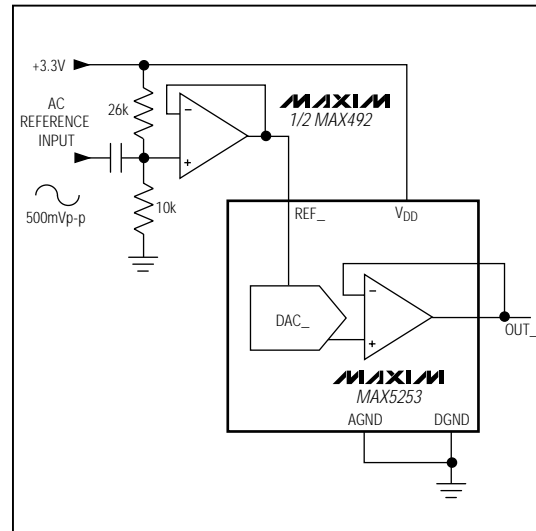 +3.3V
AC
REFERENCE
INPUT
500mVp-p
26k
10k
−
+
MAXIM
1/2 MAX492
REF_
VDD
DAC_
−
+
OUT_
MAXIM
MAX5253
AGND
DGND